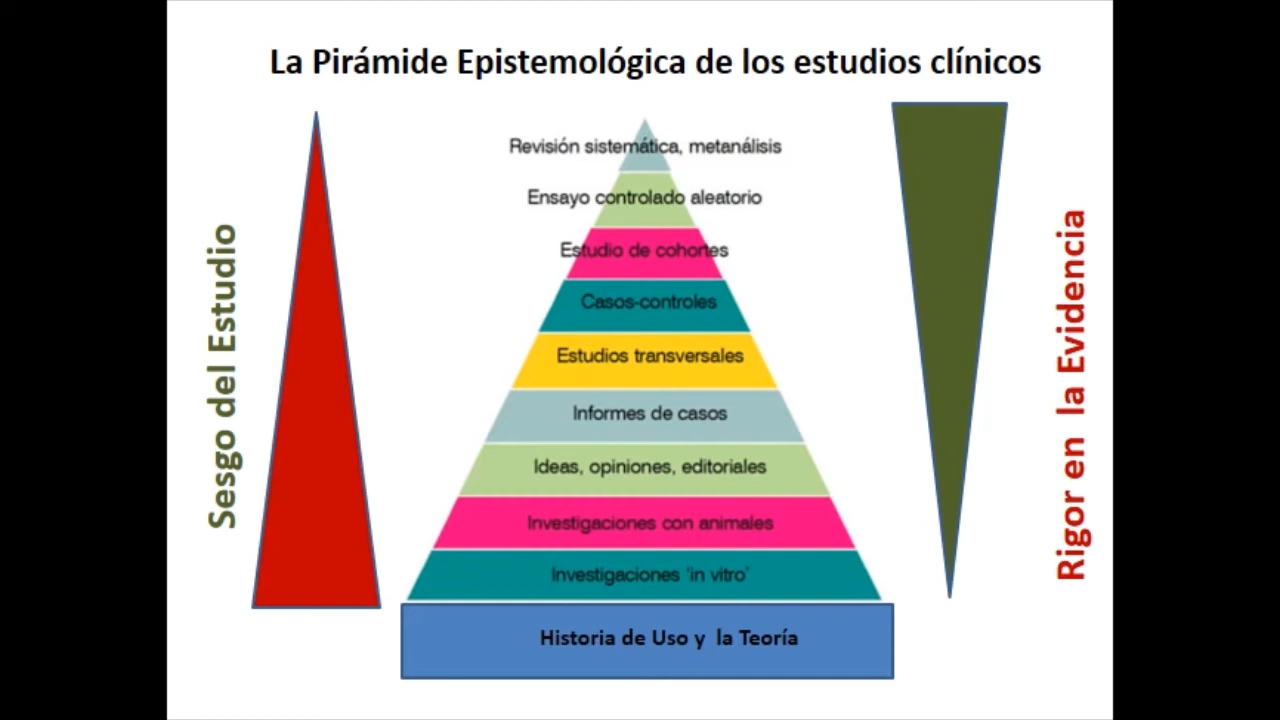 La Pirámide Epistemológica de los estudios clínicos
Revisión sistemática, metanálisis
Ensayo controlado aleatorio
Estudio de cohortes
Casos-controles
Estudios transversales
Informes de casos
Ideas, opiniones, editoriales
Investigaciones con animales
Investigaciones ‘in vitro’
Historia de Uso y la Teoría
Sesgo del Estudio
Rigor en la Evidencia